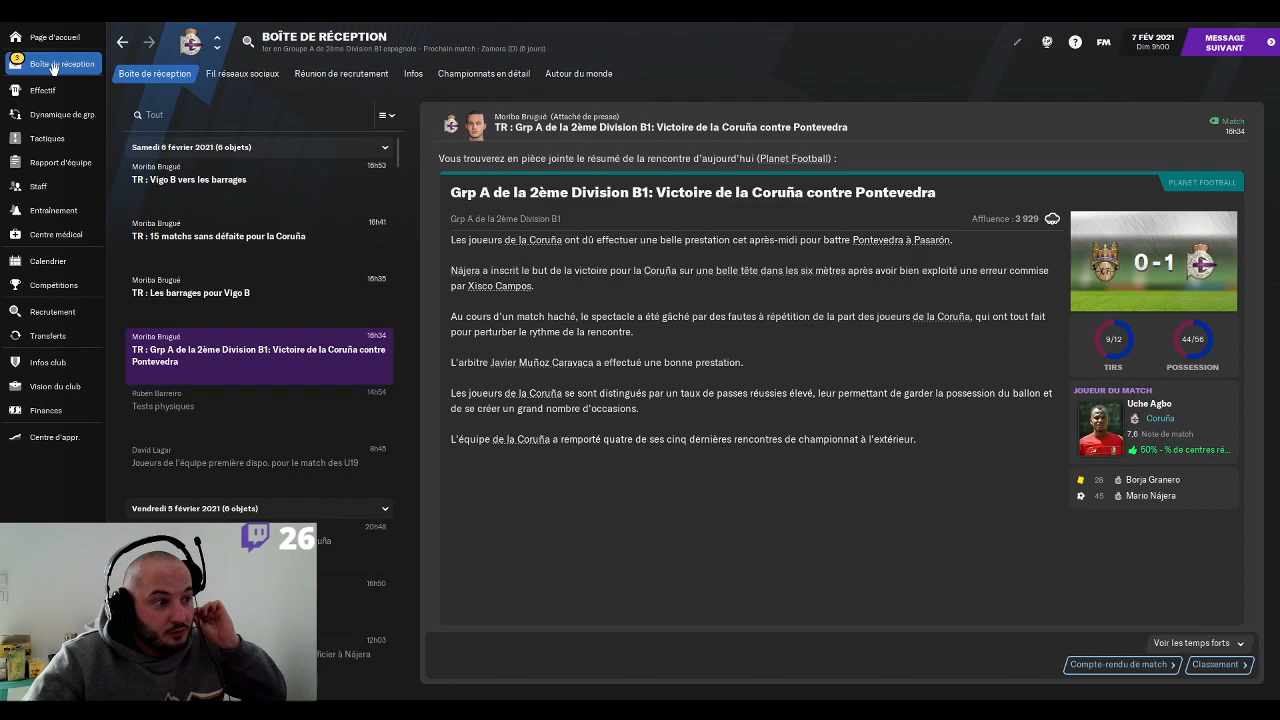 Page d'accueil
3
Boîte de réception
Effectif
Dynamique de grp.
Tactiques
Rapport d'équipe
Staff
Entraînement
Centre médical
Calendrier
Compétitions
Recrutement
Transferts
Infos club
Vision du club
Finances
Centre d'appr.
BOÎTE DE RÉCEPTION
1er en Groupe A de 2ème Division B1 espagnole - Prochain match - Zamora (D) (6 jours)
FM
7 FÉV 2021
Dim 9h00
MESSAGE SUIVANT
Boîte de réception
Fil réseaux sociaux
Réunion de recrutement
Infos
Championnats en détail
Autour du monde
Tout
Samedi 6 février 2021 (6 objets)
Moriba Brugué 16h53
TR : Vigo B vers les barrages
Moriba Brugué 16h41
TR : 15 matchs sans défaite pour la Coruña
Moriba Brugué 16h35
TR : Les barrages pour Vigo B
Moriba Brugué 16h34
TR : Grp A de la 2ème Division B1: Victoire de la Coruña contre
Pontevedra
Rubén Barreiro 14h54
Tests physiques
David Lagar 8h45
Joueurs de l'équipe première dispo. pour le match des U19
Vendredi 5 février 2021 (6 objets)
20h48
uña
16h50
12h03
ficier à Nájera
26
Moriba Brugué (Attaché de presse)
TR : Grp A de la 2ème Division B1: Victoire de la Coruña contre Pontevedra
Match
16h34
Vous trouverez en pièce jointe le résumé de la rencontre d'aujourd'hui (Planet Football) :
PLANET FOOTBALL
Grp A de la 2ème Division B1: Victoire de la Coruña contre Pontevedra
Grp A de la 2ème Division B1
Affluence : 3 929
Les joueurs de la Coruña ont dû effectuer une belle prestation cet après-midi pour battre Pontevedra à Pasarón.
Nájera a inscrit le but de la victoire pour la Coruña sur une belle tête dans les six mètres après avoir bien exploité une erreur commise
par Xisco Campos.
Au cours d'un match haché, le spectacle a été gâché par des fautes à répétition de la part des joueurs de la Coruña, qui ont tout fait
pour perturber le rythme de la rencontre.
L'arbitre Javier Muñoz Caravaca a effectué une bonne prestation.
Les joueurs de la Coruña se sont distingués par un taux de passes réussies élevé, leur permettant de garder la possession du ballon et
de se créer un grand nombre d'occasions.
L'équipe de la Coruña a remporté quatre de ses cinq dernières rencontres de championnat à l'extérieur.
0 - 1
9/12
44/56
TIRS
POSSESSION
JOUEUR DU MATCH
Uche Agbo
Coruña
7,6 Note de match
50% - % de centres ré...
28 Borja Granero
45 Mario Nájera
Voir les temps forts
Compte-rendu de match
Classement